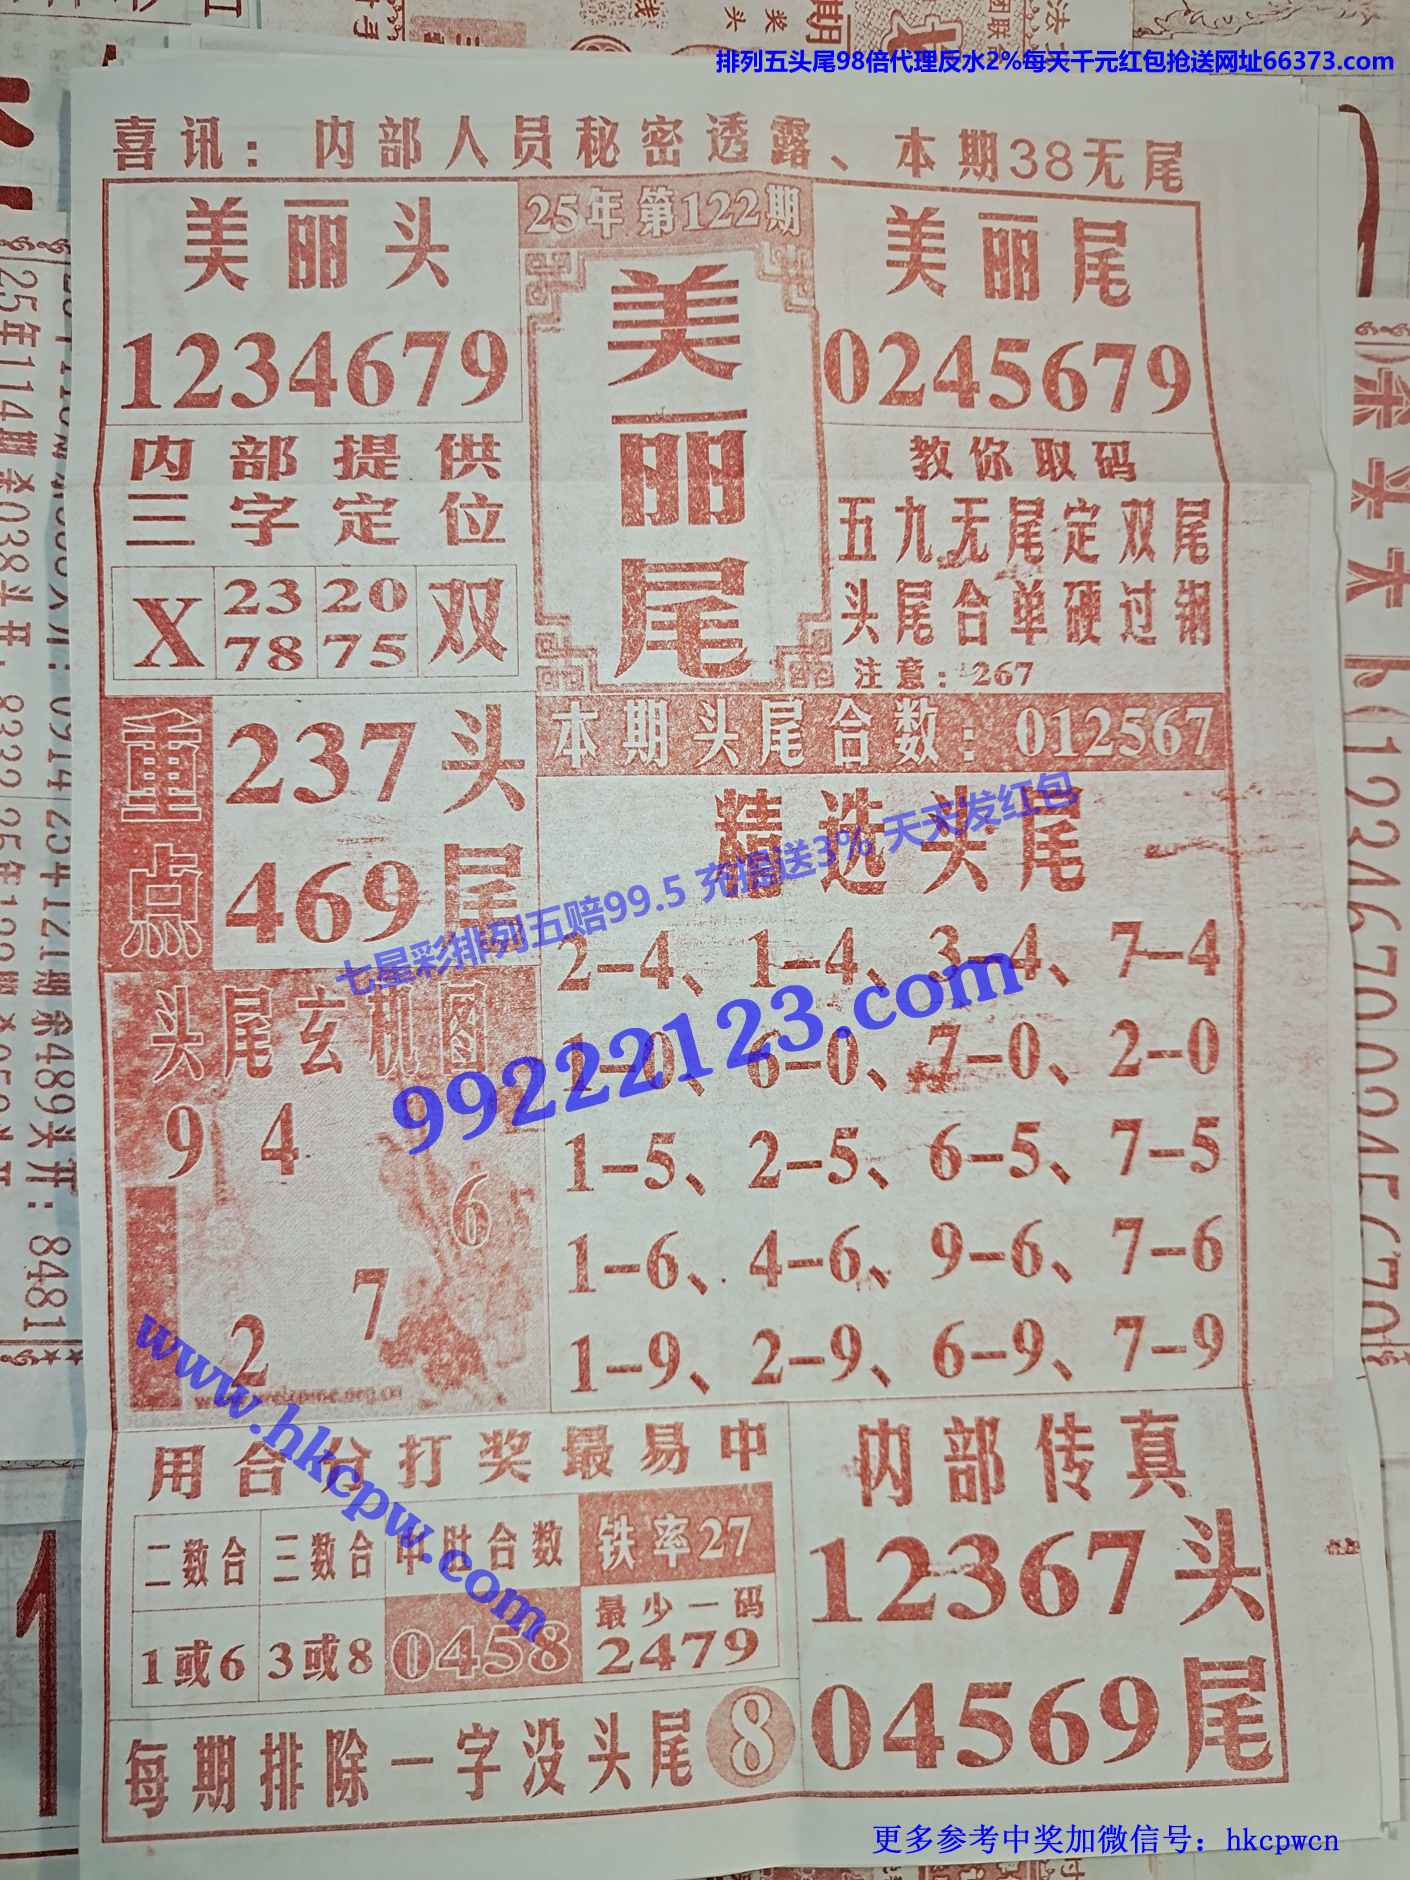 排列五头尾98倍代理反水2%每天千元红包抢送网址66373.com
喜讯：内部人员秘密透露、本期38无尾
美丽头
1234679
25年第122期
美丽尾
美丽尾
0245679
内部提供
三字定位
X 23 20 双
78 75
教你取码
五九无尾定双尾
头尾合单硬过钢
注意：267
重点
237头
469尾
本期头尾合数：012567
精选头尾
2-4、1-4、3-4、7-4
1-0、6-0、7-0、2-0
1-5、2-5、6-5、7-5
1-6、4-6、9-6、7-6
1-9、2-9、6-9、7-9
七星彩排列五赔99.5 充提送3% 天天发红包
99222123.com
头尾玄机图
9 4
6
7
2
www.hkcpw.com
用合分打奖最易中
二数合 三数合 中肚合数 铁率27
1或6 3或8 0458 最少一码
2479
每期排除一字没头尾 8
内部传真
12367头
04569尾
更多参考中奖加微信号：hkcpwcn